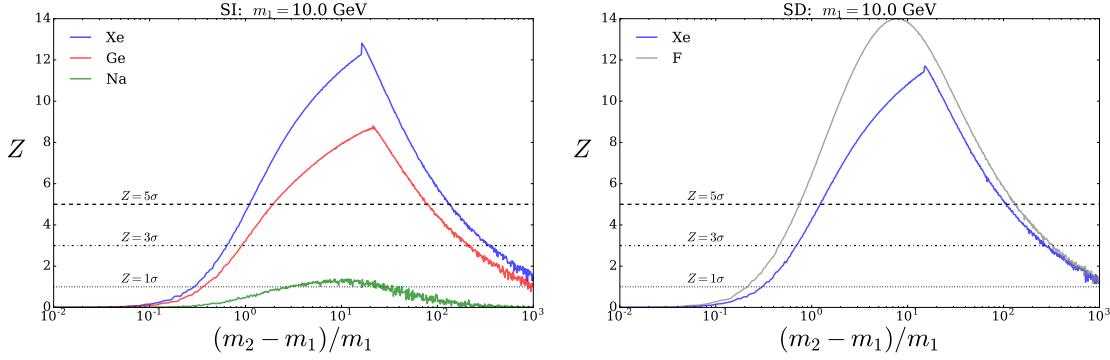 SI: m₁ = 10.0 GeV
14
12
10
8
6
4
2
0
Z
Xe
Ge
Na
Z = 5σ
Z = 3σ
Z = 1σ
10⁻² 10⁻¹ 10⁰ 10¹ 10² 10³
(m₂ − m₁)/m₁
SD: m₁ = 10.0 GeV
14
12
10
8
6
4
2
0
Z
Xe
F
Z = 5σ
Z = 3σ
Z = 1σ
10⁻² 10⁻¹ 10⁰ 10¹ 10² 10³
(m₂ − m₁)/m₁